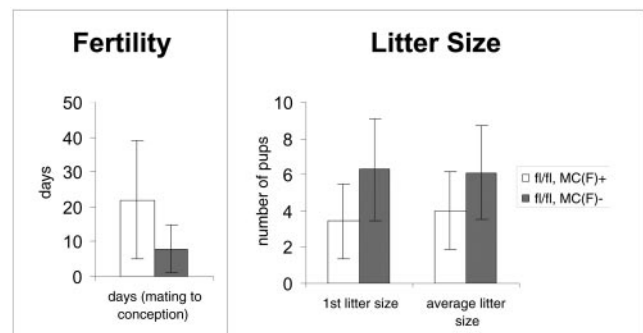 Fertility
50
40
30
20
10
0
days
days (mating to
conception)
Litter Size
10
8
6
4
2
0
number of pups
1st litter size
average litter
size
fl/fl, MC(F)+
fl/fl, MC(F)-